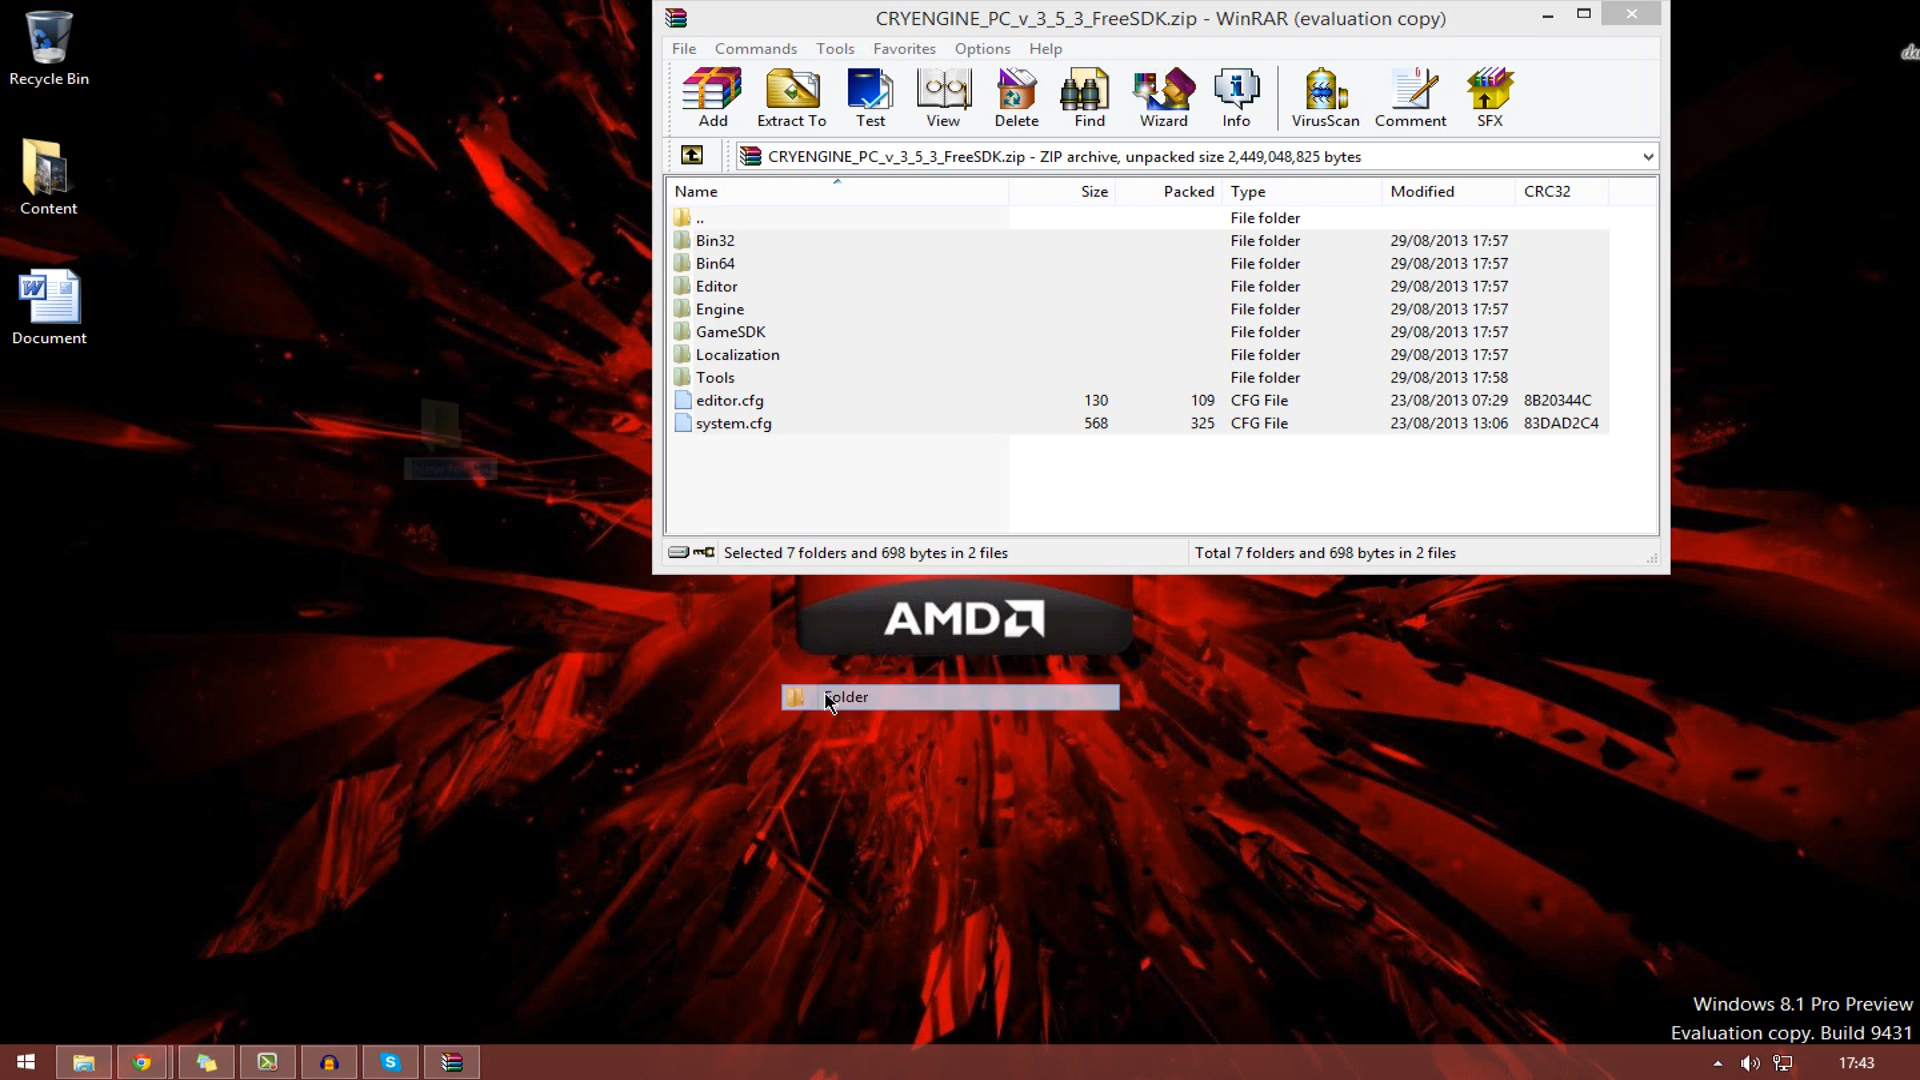 Recycle Bin
Content
Document
CRYENGINE_PC_v_3_5_3_FreeSDK.zip - WinRAR (evaluation copy)
File Commands Tools Favorites Options Help
Add Extract To Test View Delete Find Wizard Info VirusScan Comment SFX
CRYENGINE_PC_v_3_5_3_FreeSDK.zip - ZIP archive, unpacked size 2,449,048,825 bytes
Name Size Packed Type Modified CRC32
.. File folder
Bin32 File folder 29/08/2013 17:57
Bin64 File folder 29/08/2013 17:57
Editor File folder 29/08/2013 17:57
Engine File folder 29/08/2013 17:57
GameSDK File folder 29/08/2013 17:57
Localization File folder 29/08/2013 17:57
Tools File folder 29/08/2013 17:58
editor.cfg 130 109 CFG File 23/08/2013 07:29 8B20344C
system.cfg 568 325 CFG File 23/08/2013 13:06 83DAD2C4
Selected 7 folders and 698 bytes in 2 files
Total 7 folders and 698 bytes in 2 files
AMD
Folder
Windows 8.1 Pro Preview
Evaluation copy. Build 9431
17:43